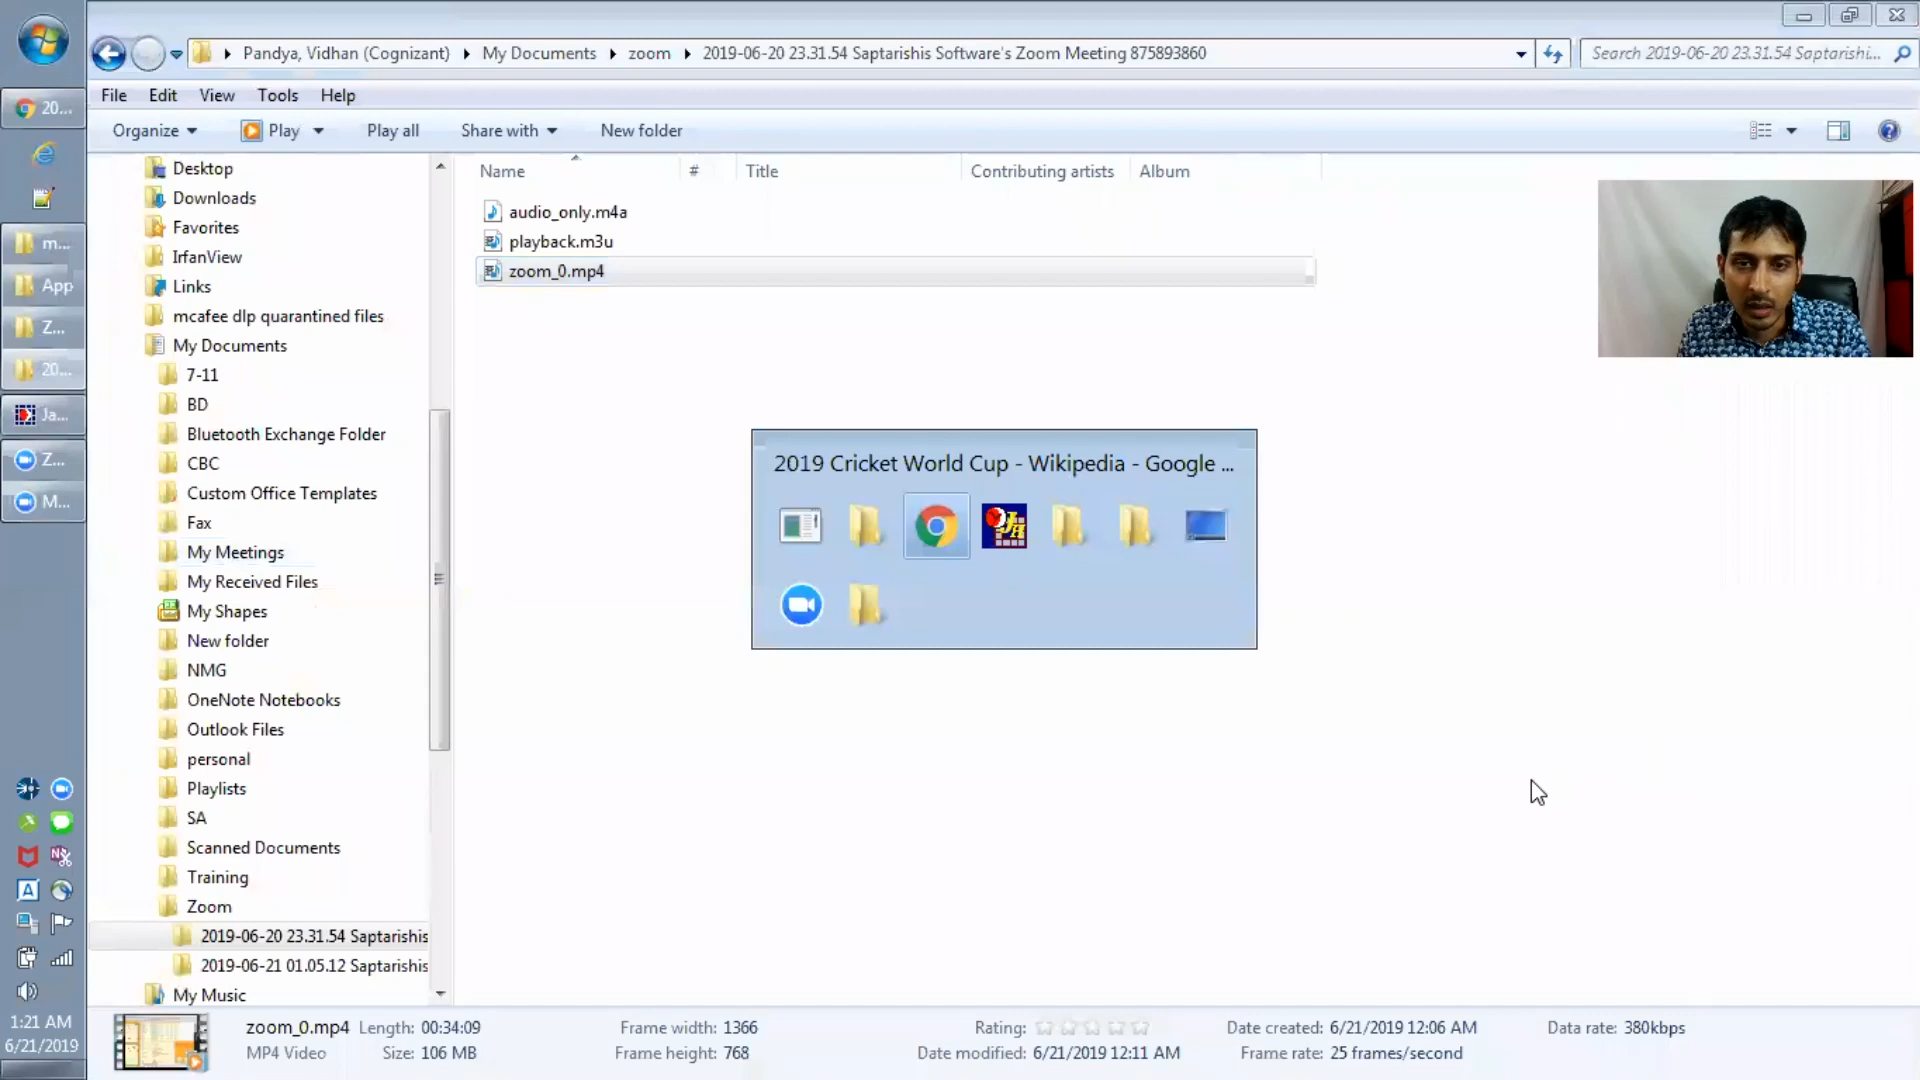 Pandya, Vidhan (Cognizant) My Documents zoom 2019-06-20 23.31.54 Saptarishis Software's Zoom Meeting 875893860
Search 2019-06-20 23.31.54 Saptarishi...
File Edit View Tools Help
Organize Play Play all Share with New folder
20...
m...
App
Z...
20...
Ja...
Z...
M...
1:21 AM
6/21/2019
Desktop
Downloads
Favorites
IrfanView
Links
mcafee dlp quarantined files
My Documents
7-11
BD
Bluetooth Exchange Folder
CBC
Custom Office Templates
Fax
My Meetings
My Received Files
My Shapes
New folder
NMG
OneNote Notebooks
Outlook Files
personal
Playlists
SA
Scanned Documents
Training
Zoom
2019-06-20 23.31.54 Saptarishis
2019-06-21 01.05.12 Saptarishis
My Music
Name # Title Contributing artists Album
audio_only.m4a
playback.m3u
zoom_0.mp4
2019 Cricket World Cup - Wikipedia - Google ...
zoom_0.mp4 Length: 00:34:09 Frame width: 1366 Rating: Date created: 6/21/2019 12:06 AM Data rate: 380kbps
MP4 Video Size: 106 MB Frame height: 768 Date modified: 6/21/2019 12:11 AM Frame rate: 25 frames/second